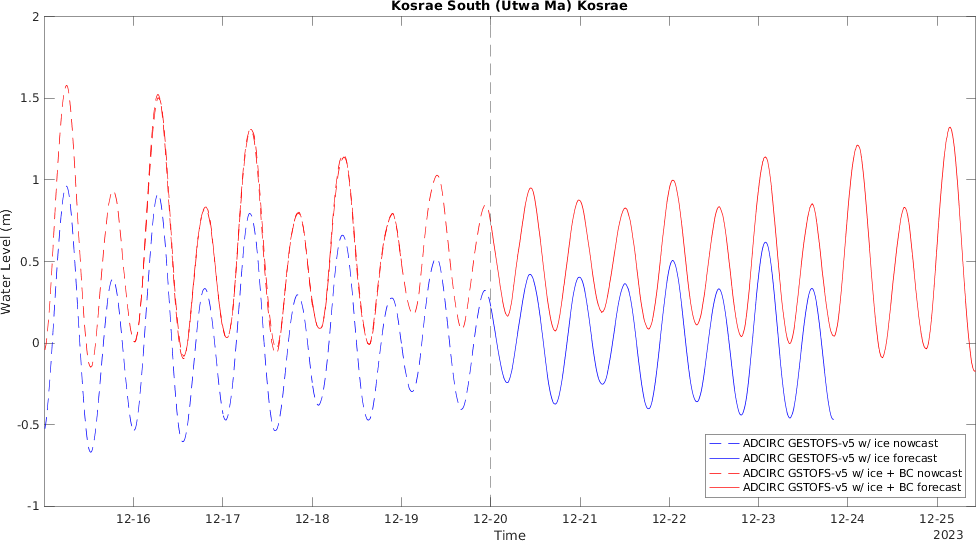 Kosrae South (Utwa Ma) Kosrae
Water Level (m)
2
1.5
1
0.5
0
-0.5
-1
12-16 12-17 12-18 12-19 12-20 12-21 12-22 12-23 12-24 12-25
Time
2023
ADCIRC GESTOFS-v5 w/ ice nowcast
ADCIRC GESTOFS-v5 w/ ice forecast
ADCIRC GSTOFS-v5 w/ ice + BC nowcast
ADCIRC GSTOFS-v5 w/ ice + BC forecast